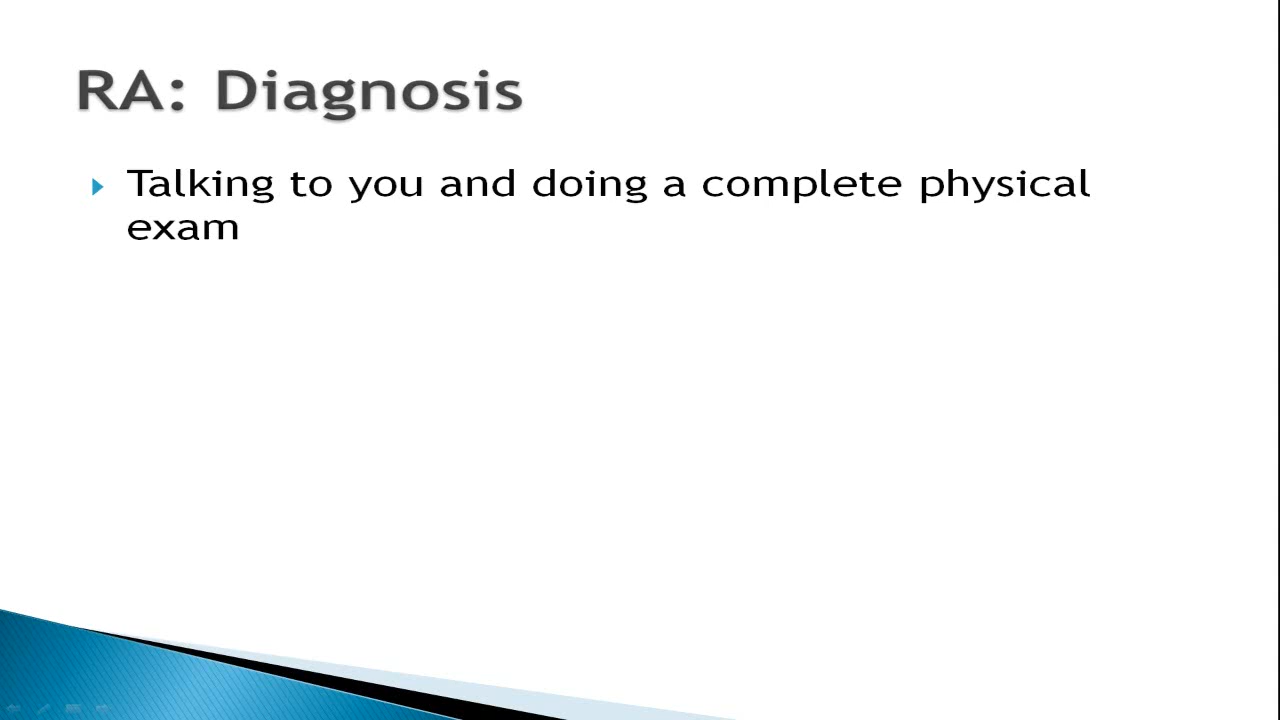 RA: Diagnosis
Talking to you and doing a complete physical
exam